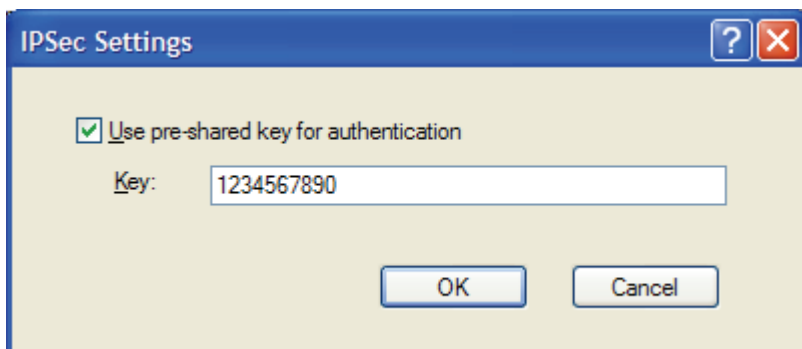 IPSec Settings
Use pre-shared key for authentication
Key: 1234567890
OK Cancel